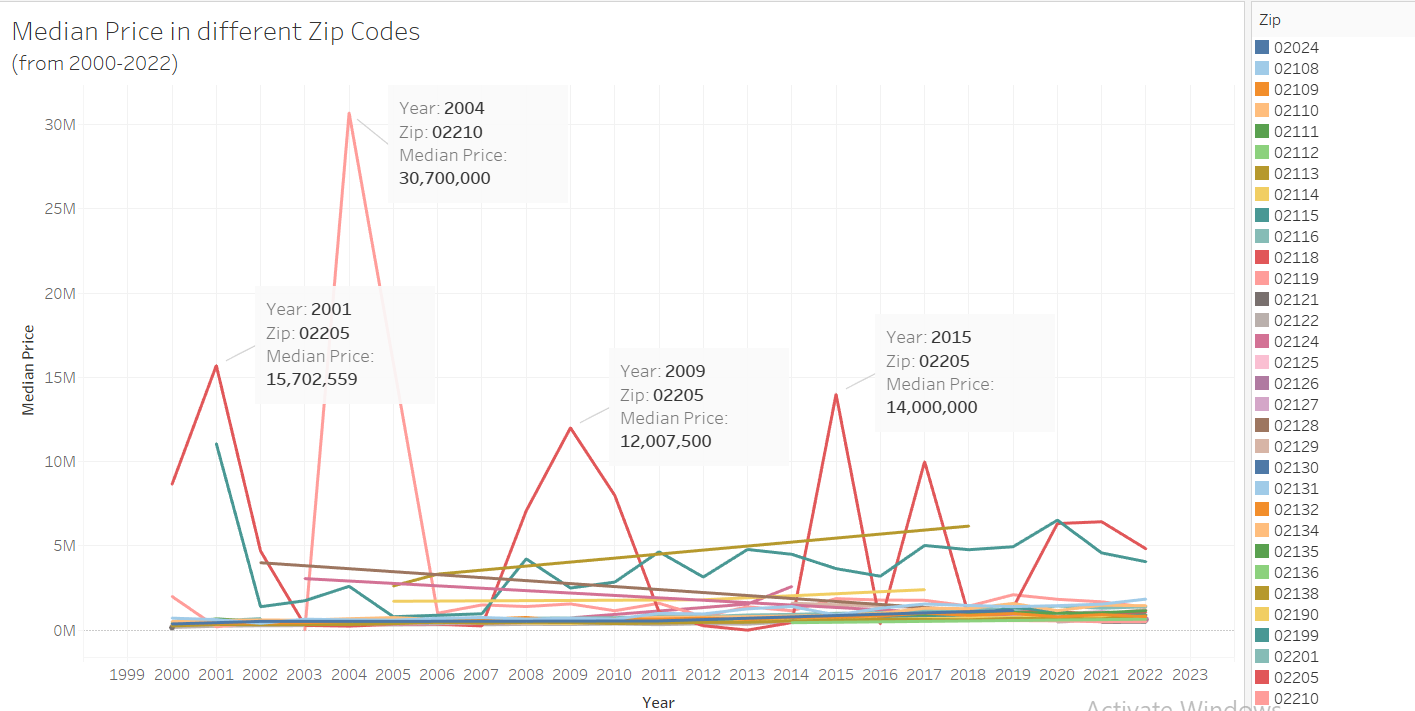 Median Price in different Zip Codes
(from 2000-2022)
Median Price
30M
25M
20M
15M
10M
5M
0M
Year: 2004
Zip: 02210
Median Price:
30,700,000
Year: 2001
Zip: 02205
Median Price:
15,702,559
Year: 2009
Zip: 02205
Median Price:
12,007,500
Year: 2015
Zip: 02205
Median Price:
14,000,000
1999 2000 2001 2002 2003 2004 2005 2006 2007 2008 2009 2010 2011 2012 2013 2014 2015 2016 2017 2018 2019 2020 2021 2022 2023
Year
Zip
02024
02108
02109
02110
02111
02112
02113
02114
02115
02116
02118
02119
02121
02122
02124
02125
02126
02127
02128
02129
02130
02131
02132
02134
02135
02136
02138
02190
02199
02201
02205
02210
Activate Windows